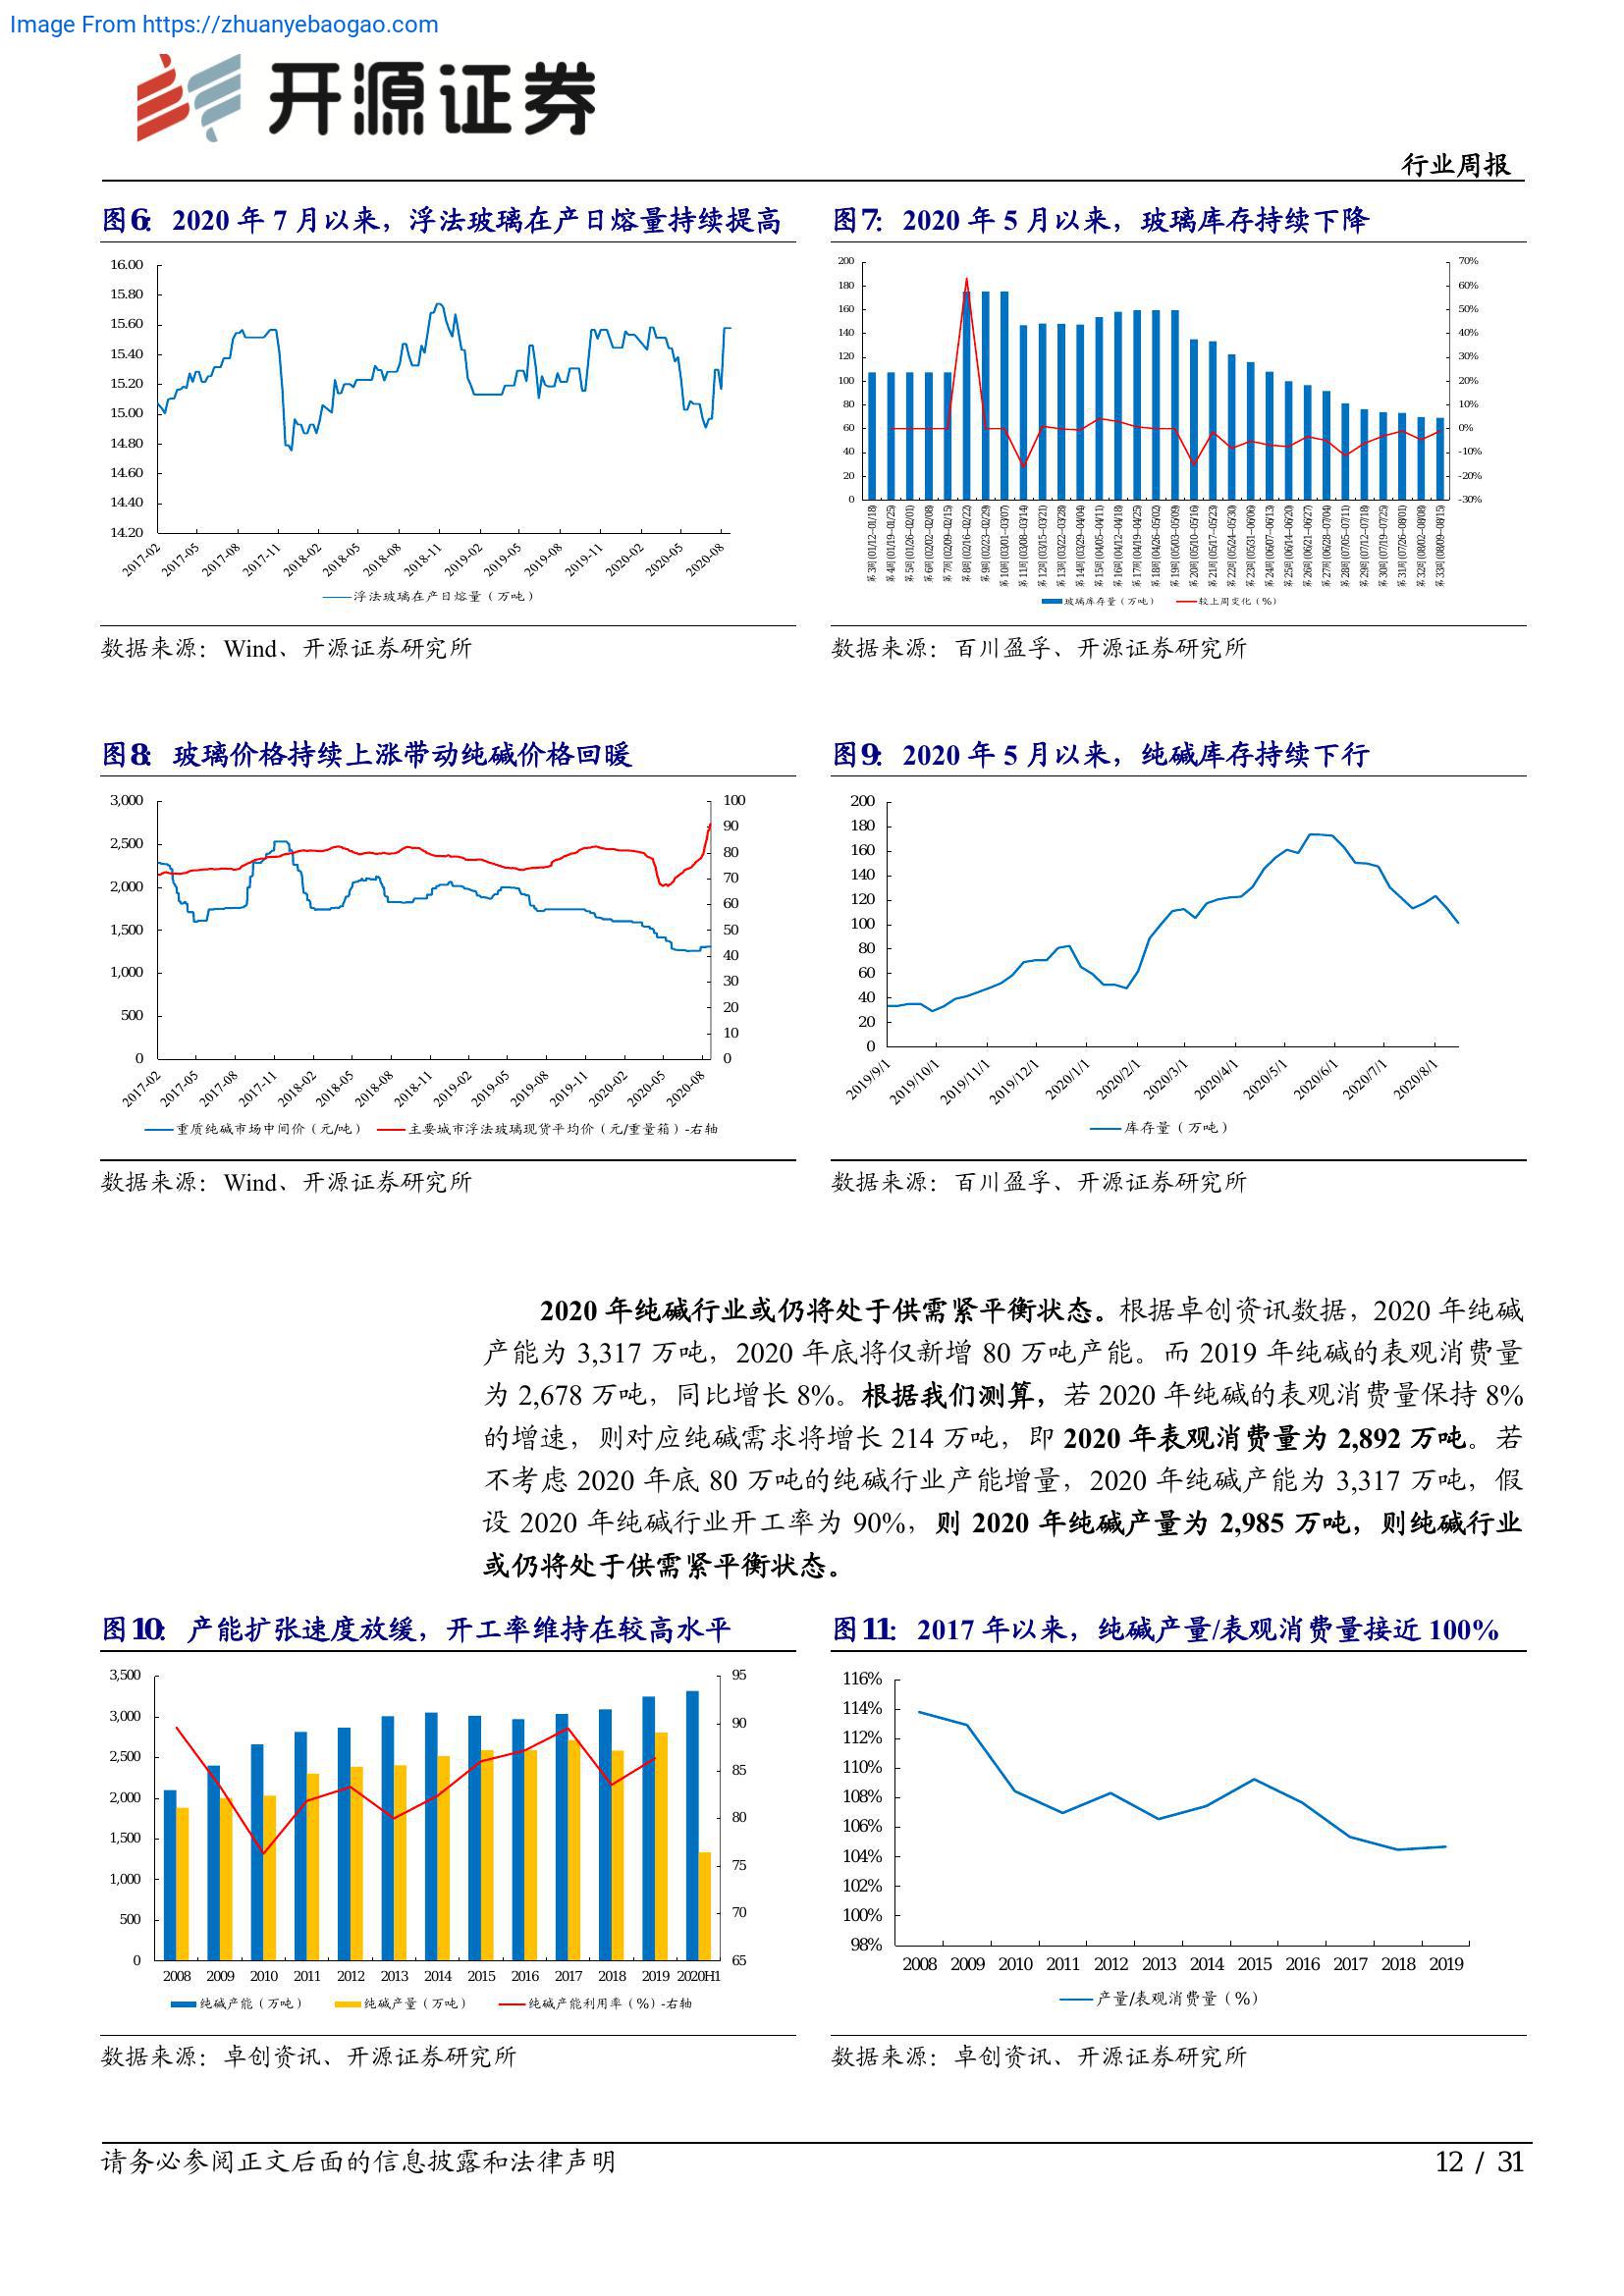 Image From https://zhuanyebaogao.com
开源证券
行业周报
图6: 2020 年 7 月以来，浮法玻璃在产日熔量持续提高
16.00
15.80
15.60
15.40
15.20
15.00
14.80
14.60
14.40
14.20
2017-02 2017-05 2017-08 2017-11 2018-02 2018-05 2018-08 2018-11 2019-02 2019-05 2019-08 2019-11 2020-02 2020-05 2020-08
浮法玻璃在产日熔量（万吨）
数据来源：Wind、开源证券研究所
图7: 2020 年 5 月以来，玻璃库存持续下降
200
180
160
140
120
100
80
60
40
20
0
70%
60%
50%
40%
30%
20%
10%
0%
-10%
-20%
-30%
第3周(01/12-01/18) 第4周(01/19-01/25) 第5周(01/26-02/01) 第6周(02/02-02/08) 第7周(02/09-02/15) 第8周(02/16-02/22) 第9周(02/23-02/29) 第10周(03/01-03/07) 第11周(03/08-03/14) 第12周(03/15-03/21) 第13周(03/22-03/28) 第14周(03/29-04/04) 第15周(04/05-04/11) 第16周(04/12-04/18) 第17周(04/19-04/25) 第18周(04/26-05/02) 第19周(05/03-05/09) 第20周(05/10-05/16) 第21周(05/17-05/23) 第22周(05/24-05/30) 第23周(05/31-06/06) 第24周(06/07-06/13) 第25周(06/14-06/20) 第26周(06/21-06/27) 第27周(06/28-07/04) 第28周(07/05-07/11) 第29周(07/12-07/18) 第30周(07/19-07/25) 第31周(07/26-08/01) 第32周(08/02-08/08) 第33周(08/09-08/15)
玻璃库存量（万吨） 较上周变化（%）
数据来源：百川盈孚、开源证券研究所
图8: 玻璃价格持续上涨带动纯碱价格回暖
3,000
2,500
2,000
1,500
1,000
500
0
100
90
80
70
60
50
40
30
20
10
0
2017-02 2017-05 2017-08 2017-11 2018-02 2018-05 2018-08 2018-11 2019-02 2019-05 2019-08 2019-11 2020-02 2020-05 2020-08
重质纯碱市场中间价（元/吨） 主要城市浮法玻璃现货平均价（元/重量箱）-右轴
数据来源：Wind、开源证券研究所
图9: 2020 年 5 月以来，纯碱库存持续下行
200
180
160
140
120
100
80
60
40
20
0
2019/9/1 2019/10/1 2019/11/1 2019/12/1 2020/1/1 2020/2/1 2020/3/1 2020/4/1 2020/5/1 2020/6/1 2020/7/1 2020/8/1
库存量（万吨）
数据来源：百川盈孚、开源证券研究所
2020 年纯碱行业或仍将处于供需紧平衡状态。根据卓创资讯数据，2020 年纯碱
产能为 3,317 万吨，2020 年底将仅新增 80 万吨产能。而 2019 年纯碱的表观消费量
为 2,678 万吨，同比增长 8%。根据我们测算，若 2020 年纯碱的表观消费量保持 8%
的增速，则对应纯碱需求将增长 214 万吨，即 2020 年表观消费量为 2,892 万吨。若
不考虑 2020 年底 80 万吨的纯碱行业产能增量，2020 年纯碱产能为 3,317 万吨，假
设 2020 年纯碱行业开工率为 90%，则 2020 年纯碱产量为 2,985 万吨，则纯碱行业
或仍将处于供需紧平衡状态。
图10: 产能扩张速度放缓，开工率维持在较高水平
3,500
3,000
2,500
2,000
1,500
1,000
500
0
95
90
85
80
75
70
65
2008 2009 2010 2011 2012 2013 2014 2015 2016 2017 2018 2019 2020H1
纯碱产能（万吨） 纯碱产量（万吨） 纯碱产能利用率（%）-右轴
数据来源：卓创资讯、开源证券研究所
图11: 2017 年以来，纯碱产量/表观消费量接近 100%
116%
114%
112%
110%
108%
106%
104%
102%
100%
98%
2008 2009 2010 2011 2012 2013 2014 2015 2016 2017 2018 2019
产量/表观消费量（%）
数据来源：卓创资讯、开源证券研究所
请务必参阅正文后面的信息披露和法律声明
12 / 31